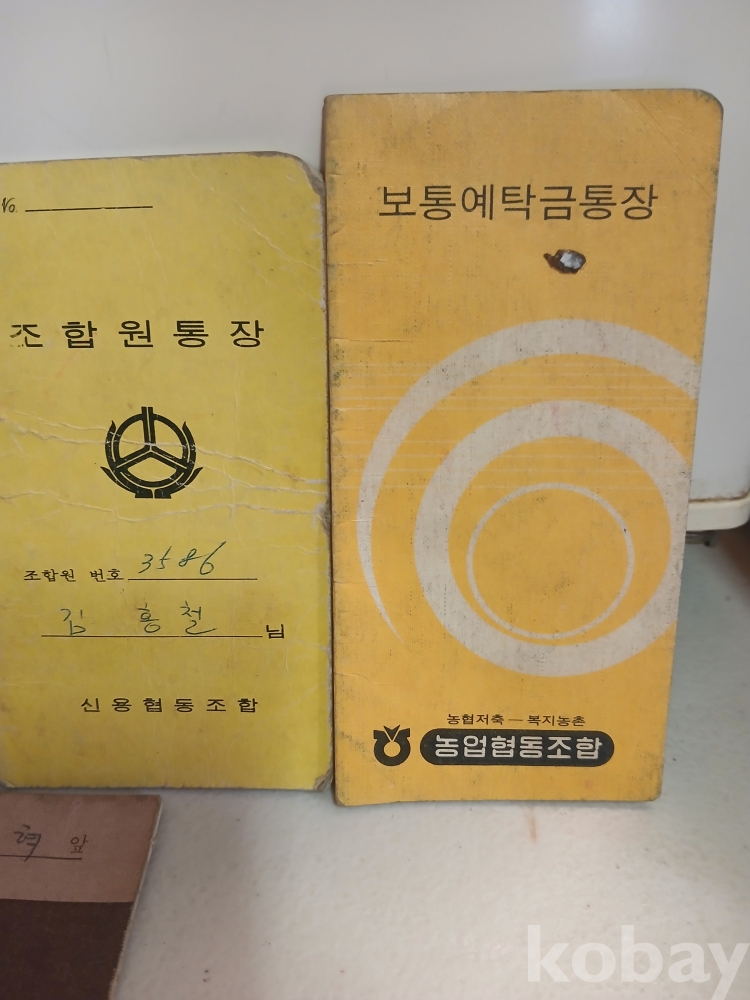 No.
조합원통장
조합원 번호 3586
김홍철 님
신용협동조합
보통예탁금통장
농협저축 — 복지농촌
농업협동조합
혁 앞
kobay